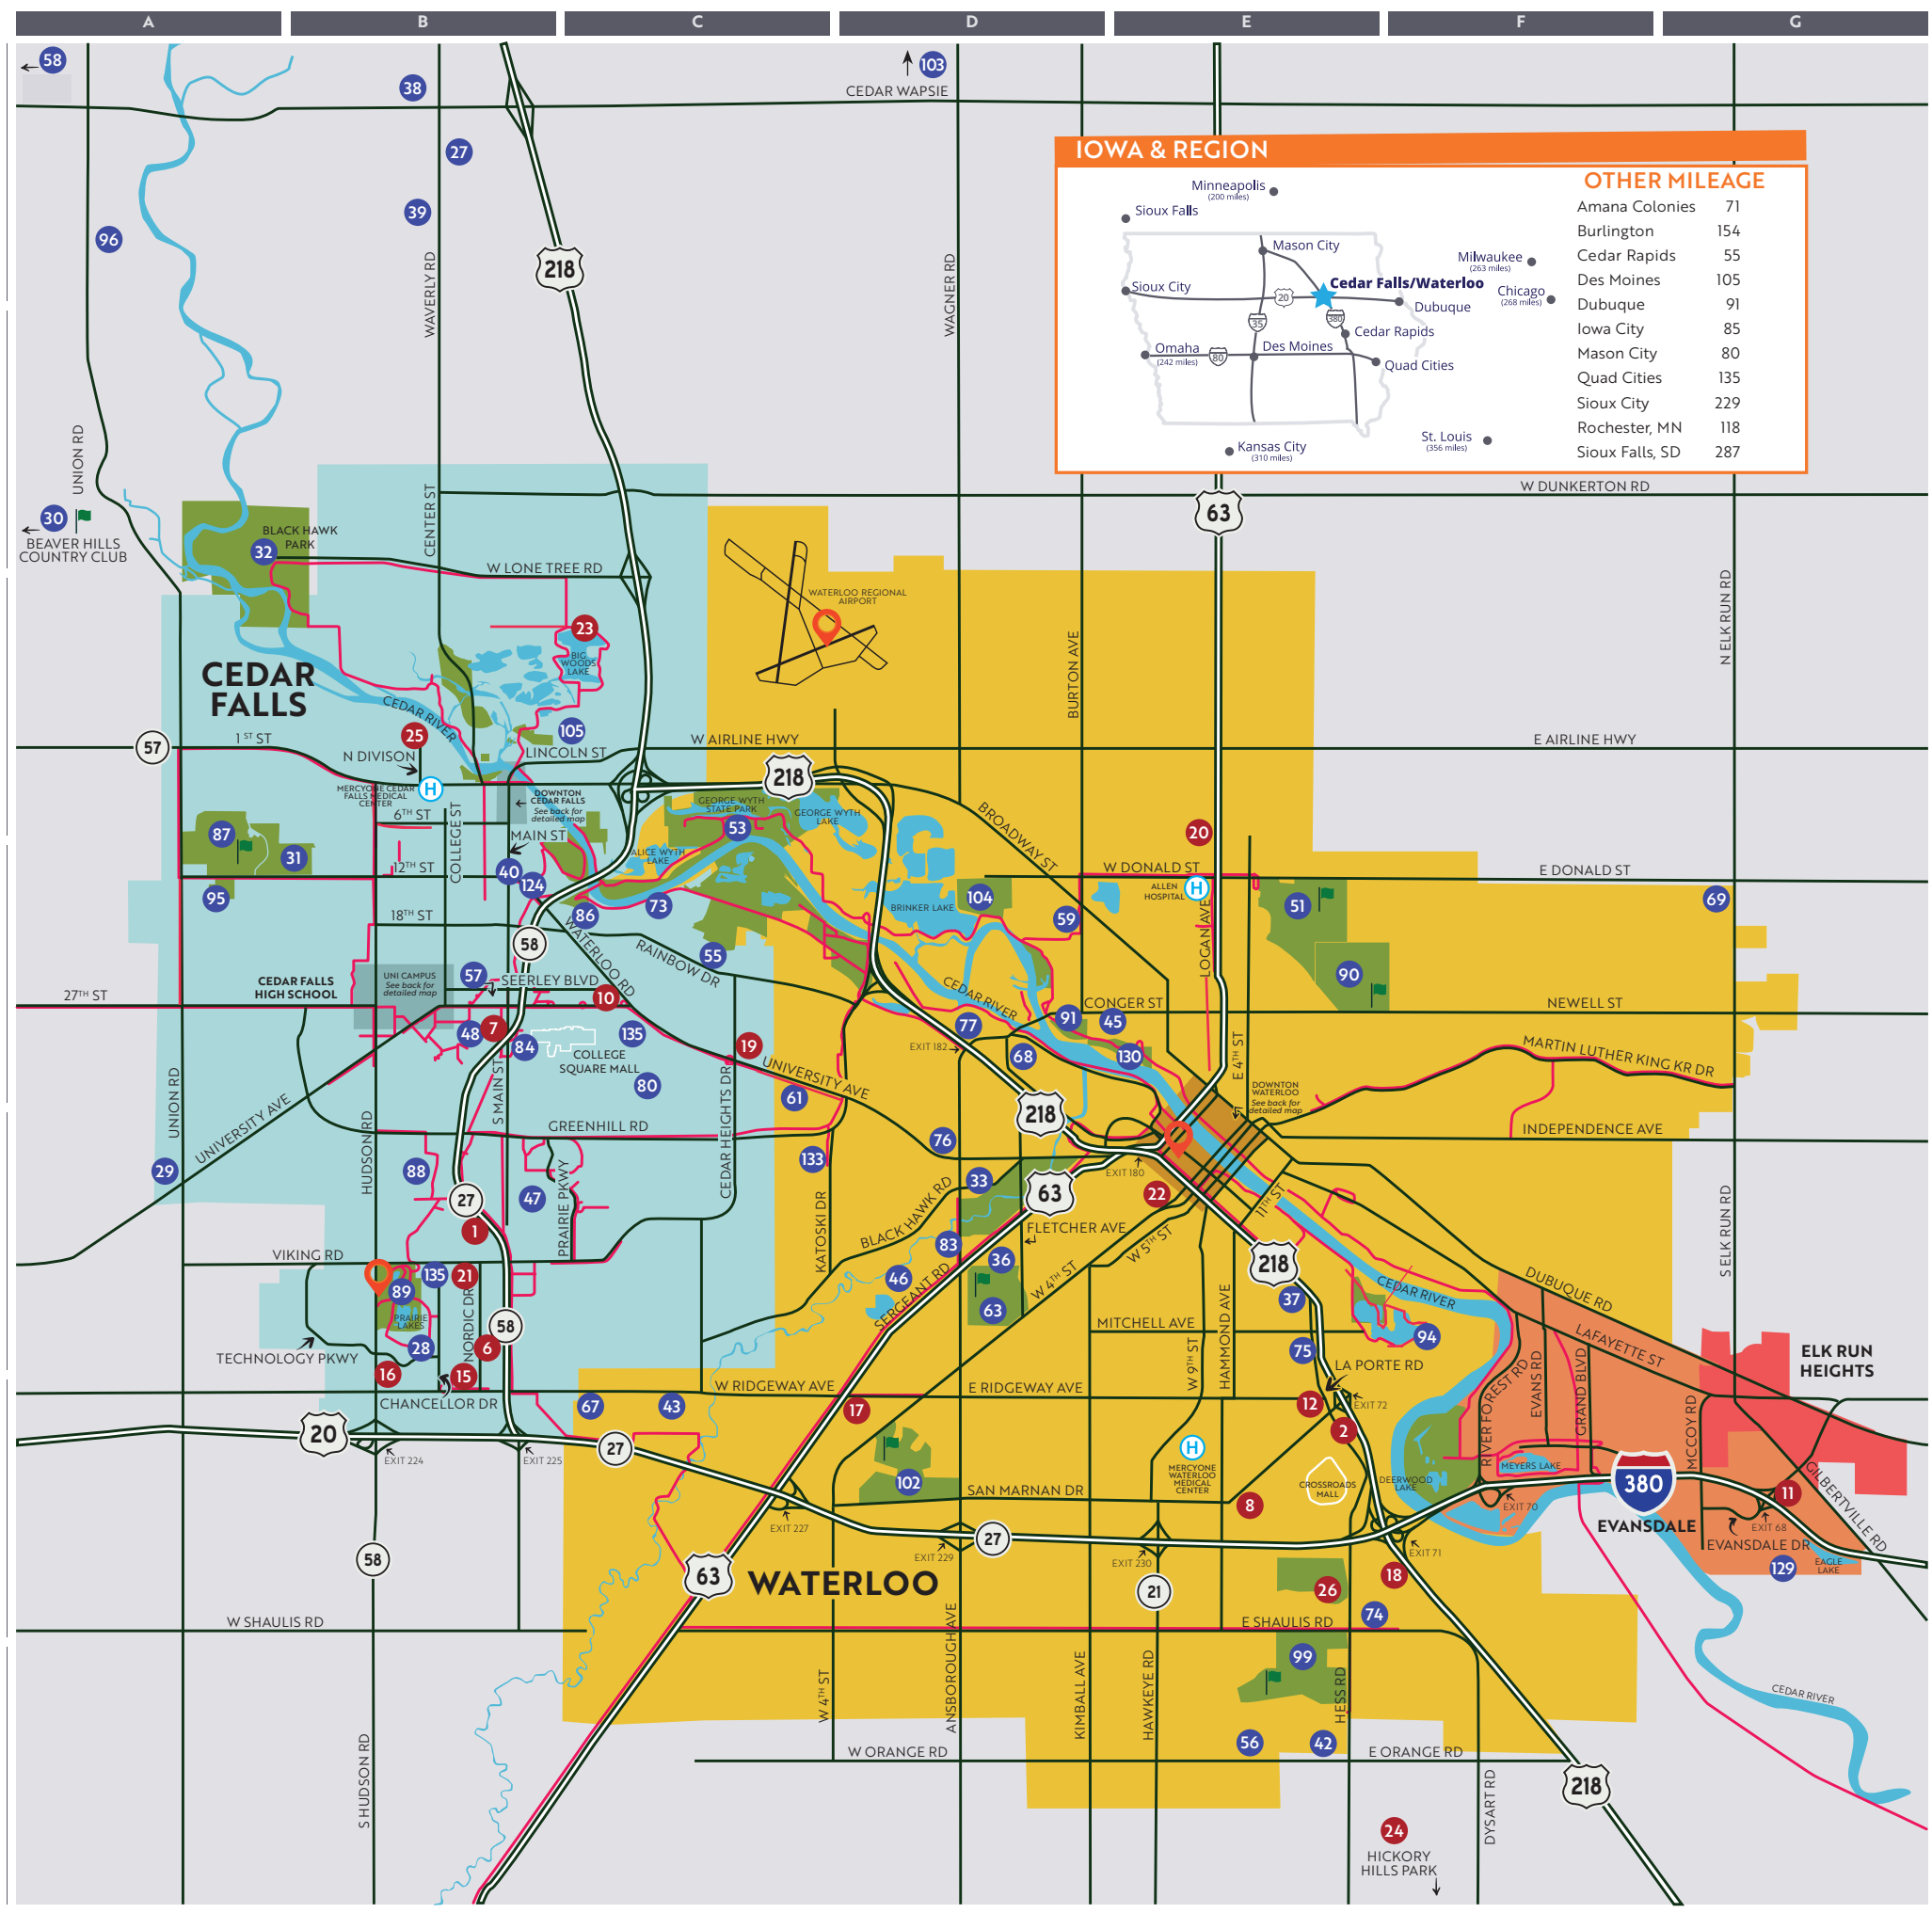 A
B
C
D
E
F
G
58
38
103
CEDAR WAPSIE
27
39
96
218
WAVERLY RD
WAGNER RD
UNION RD
IOWA & REGION
Minneapolis
(200 miles)
Sioux Falls
Mason City
Milwaukee
(263 miles)
Cedar Falls/Waterloo
Sioux City
20
Chicago
(268 miles)
Dubuque
35
380
Cedar Rapids
Omaha
(242 miles)
80
Des Moines
Quad Cities
Kansas City
(310 miles)
St. Louis
(356 miles)
OTHER MILEAGE
Amana Colonies 71
Burlington 154
Cedar Rapids 55
Des Moines 105
Dubuque 91
Iowa City 85
Mason City 80
Quad Cities 135
Sioux City 229
Rochester, MN 118
Sioux Falls, SD 287
W DUNKERTON RD
63
30
BEAVER HILLS
COUNTRY CLUB
BLACK HAWK
PARK
32
CENTER ST
W LONE TREE RD
WATERLOO REGIONAL
AIRPORT
N ELK RUN RD
BURTON AVE
23
BIG
WOODS
LAKE
CEDAR
FALLS
CEDAR RIVER
105
25
57
1 ST ST
N DIVISON
LINCOLN ST
W AIRLINE HWY
E AIRLINE HWY
218
MERCYONE CEDAR
FALLS MEDICAL
CENTER
H
DOWNTON
CEDAR FALLS
See back for
detailed map
6TH ST
COLLEGE ST
MAIN ST
GEORGE WYTH
STATE PARK
GEORGE WYTH
LAKE
53
ALICE WYTH
LAKE
BROADWAY ST
20
87
31
12TH ST
40
124
95
86
73
W DONALD ST
E DONALD ST
ALLEN
HOSPITAL
H
51
69
104
BRINKER LAKE
59
LOGAN AVE
18TH ST
58
WATERLOO RD
RAINBOW DR
55
90
CEDAR FALLS
HIGH SCHOOL
UNI CAMPUS
See back for
detailed map
57
SEERLEY BLVD
10
27TH ST
CEDAR RIVER
CONGER ST
NEWELL ST
48
7
84
135
COLLEGE
SQUARE MALL
80
19
UNIVERSITY AVE
77
91
45
EXIT 182
68
130
E 4TH ST
MARTIN LUTHER KING KR DR
DOWNTON
WATERLOO
See back for
detailed map
61
218
UNION RD
UNIVERSITY AVE
HUDSON RD
S MAIN ST
GREENHILL RD
CEDAR HEIGHTS DR
76
INDEPENDENCE AVE
29
88
47
PRAIRIE PKWY
133
KATOSKI DR
33
EXIT 180
63
22
11TH ST
27
1
BLACK HAWK RD
FLETCHER AVE
W 5TH ST
S ELK RUN RD
VIKING RD
83
36
46
SERGEANT RD
W 4TH ST
218
89
135
21
NORDIC DR
PRAIRIE
LAKES
63
37
CEDAR RIVER
DUBUQUE RD
58
TECHNOLOGY PKWY
28
6
MITCHELL AVE
W 9TH ST
HAMMOND AVE
75
94
LAFAYETTE ST
ELK RUN
HEIGHTS
16
15
LA PORTE RD
RIVER FOREST RD
EVANS RD
GRAND BLVD
CHANCELLOR DR
W RIDGEWAY AVE
E RIDGEWAY AVE
67
43
17
12
EXIT 72
MCCOY RD
20
EXIT 224
EXIT 225
27
2
102
H
MERCYONE
WATERLOO
MEDICAL
CENTER
CROSSROADS
MALL
DEERWOOD
LAKE
MEYERS LAKE
380
GILBERTVILLE RD
SAN MARNAN DR
8
EXIT 70
11
EXIT 227
EXIT 229
27
EXIT 230
EXIT 71
EVANSDALE
EXIT 68
EVANSDALE DR
EAGLE
LAKE
129
58
63
WATERLOO
21
18
26
74
W SHAULIS RD
E SHAULIS RD
99
S HUDSON RD
W 4TH ST
ANSBOROUGH AVE
KIMBALL AVE
HAWKEYE RD
HESS RD
CEDAR RIVER
56
42
W ORANGE RD
E ORANGE RD
218
DYSART RD
24
HICKORY
HILLS PARK